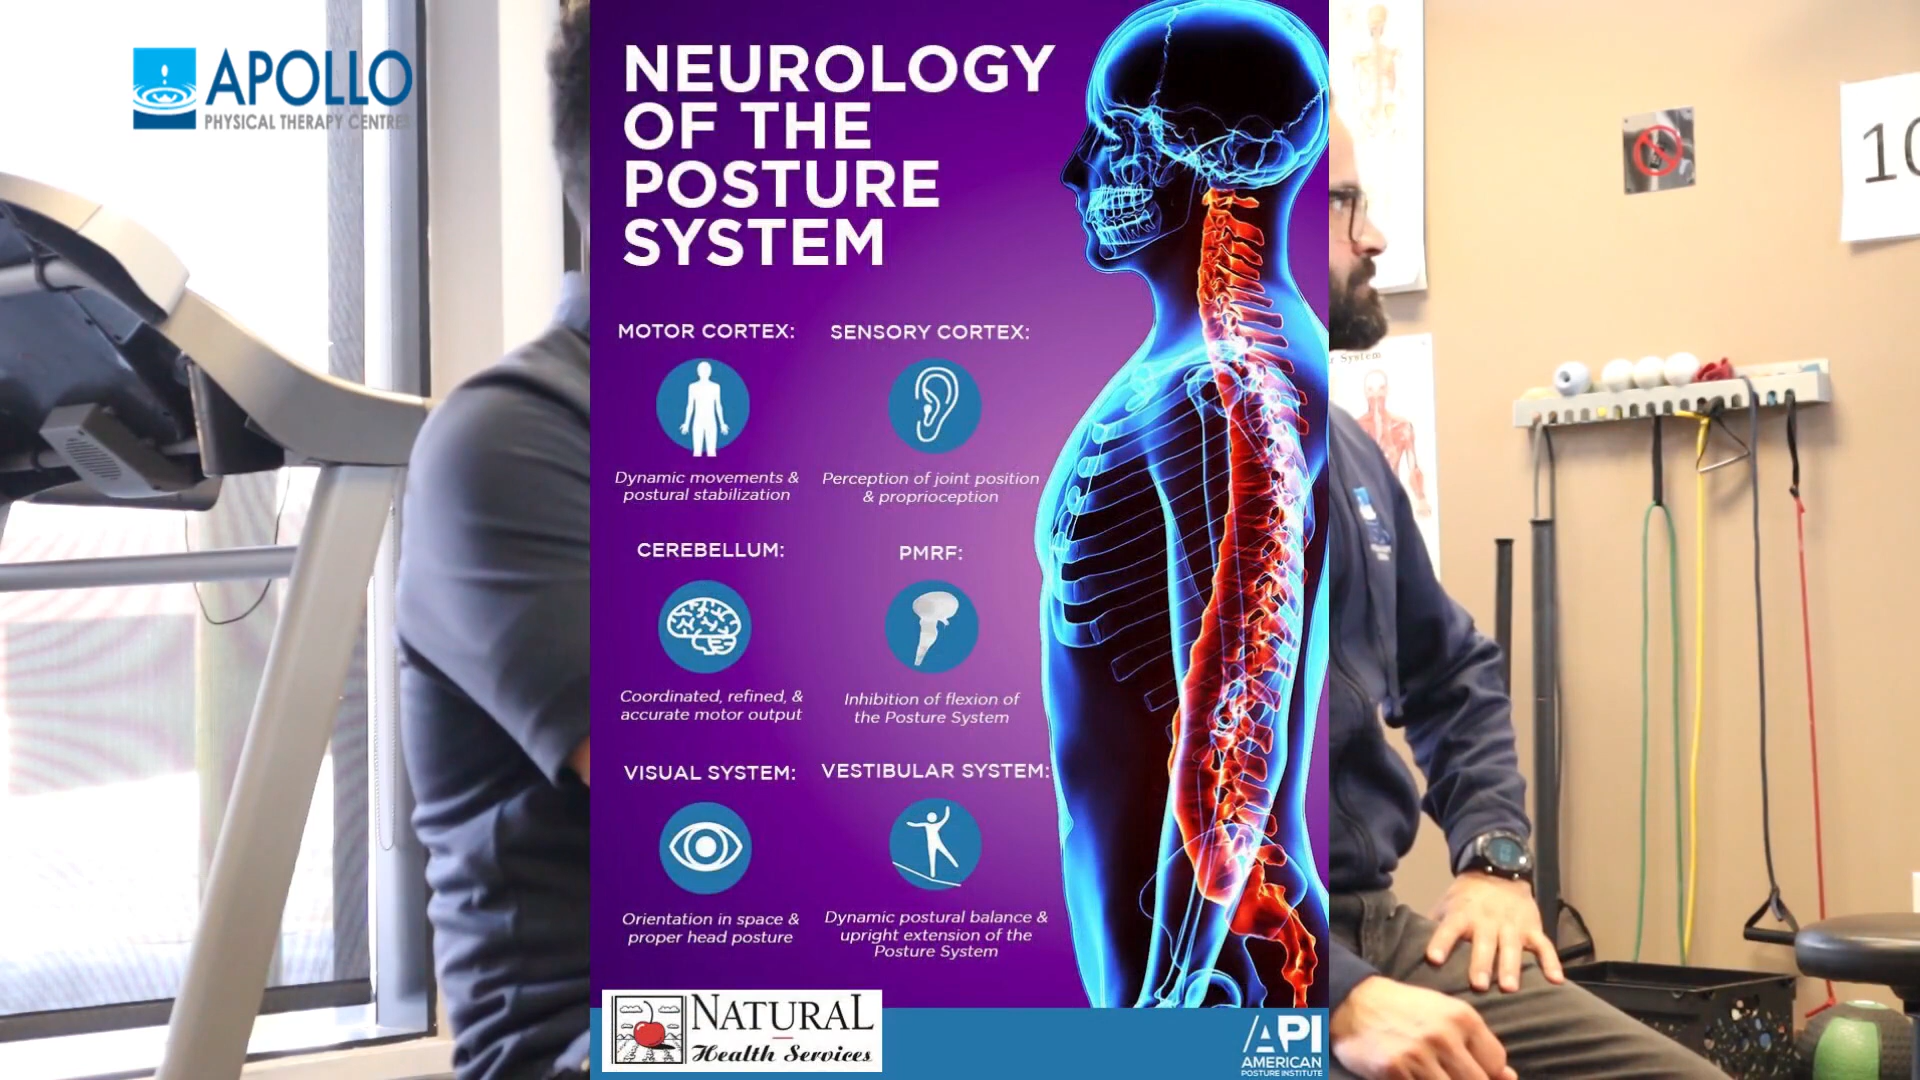 APOLLO
PHYSICAL THERAPY CENTRES
NEUROLOGY
OF THE
POSTURE
SYSTEM
MOTOR CORTEX:
Dynamic movements &
postural stabilization
SENSORY CORTEX:
Perception of joint position
& proprioception
CEREBELLUM:
Coordinated, refined, &
accurate motor output
PMRF:
Inhibition of flexion of
the Posture System
VISUAL SYSTEM:
Orientation in space &
proper head posture
VESTIBULAR SYSTEM:
Dynamic postural balance &
upright extension of the
Posture System
NATURAL
Health Services
API
AMERICAN
POSTURE INSTITUTE
System
10